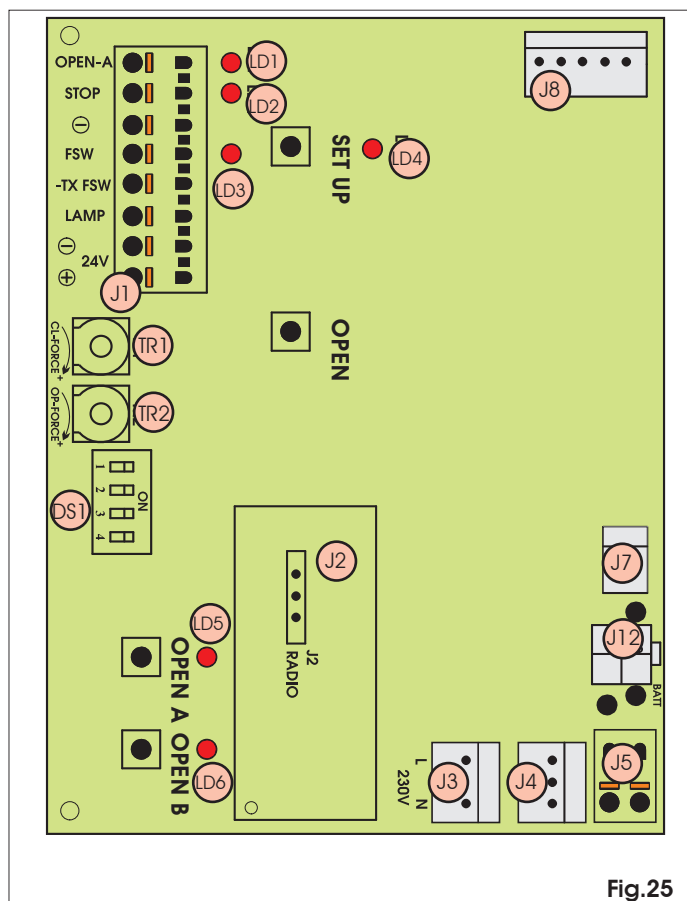 OPEN-A
LD1
STOP
LD2
J8
⊖
FSW
SET UP
LD4
-TX FSW
LD3
LAMP
⊖
24V
⊕
J1
CL-FORCE +
TR1
OPEN
OP-FORCE +
TR2
1
2
3
4
ON
DS1
J2
J7
LD5
J2
RADIO
OPEN A
J12
BATT
OPEN B
LD6
L
230V
N
J3
J4
J5
Fig.25